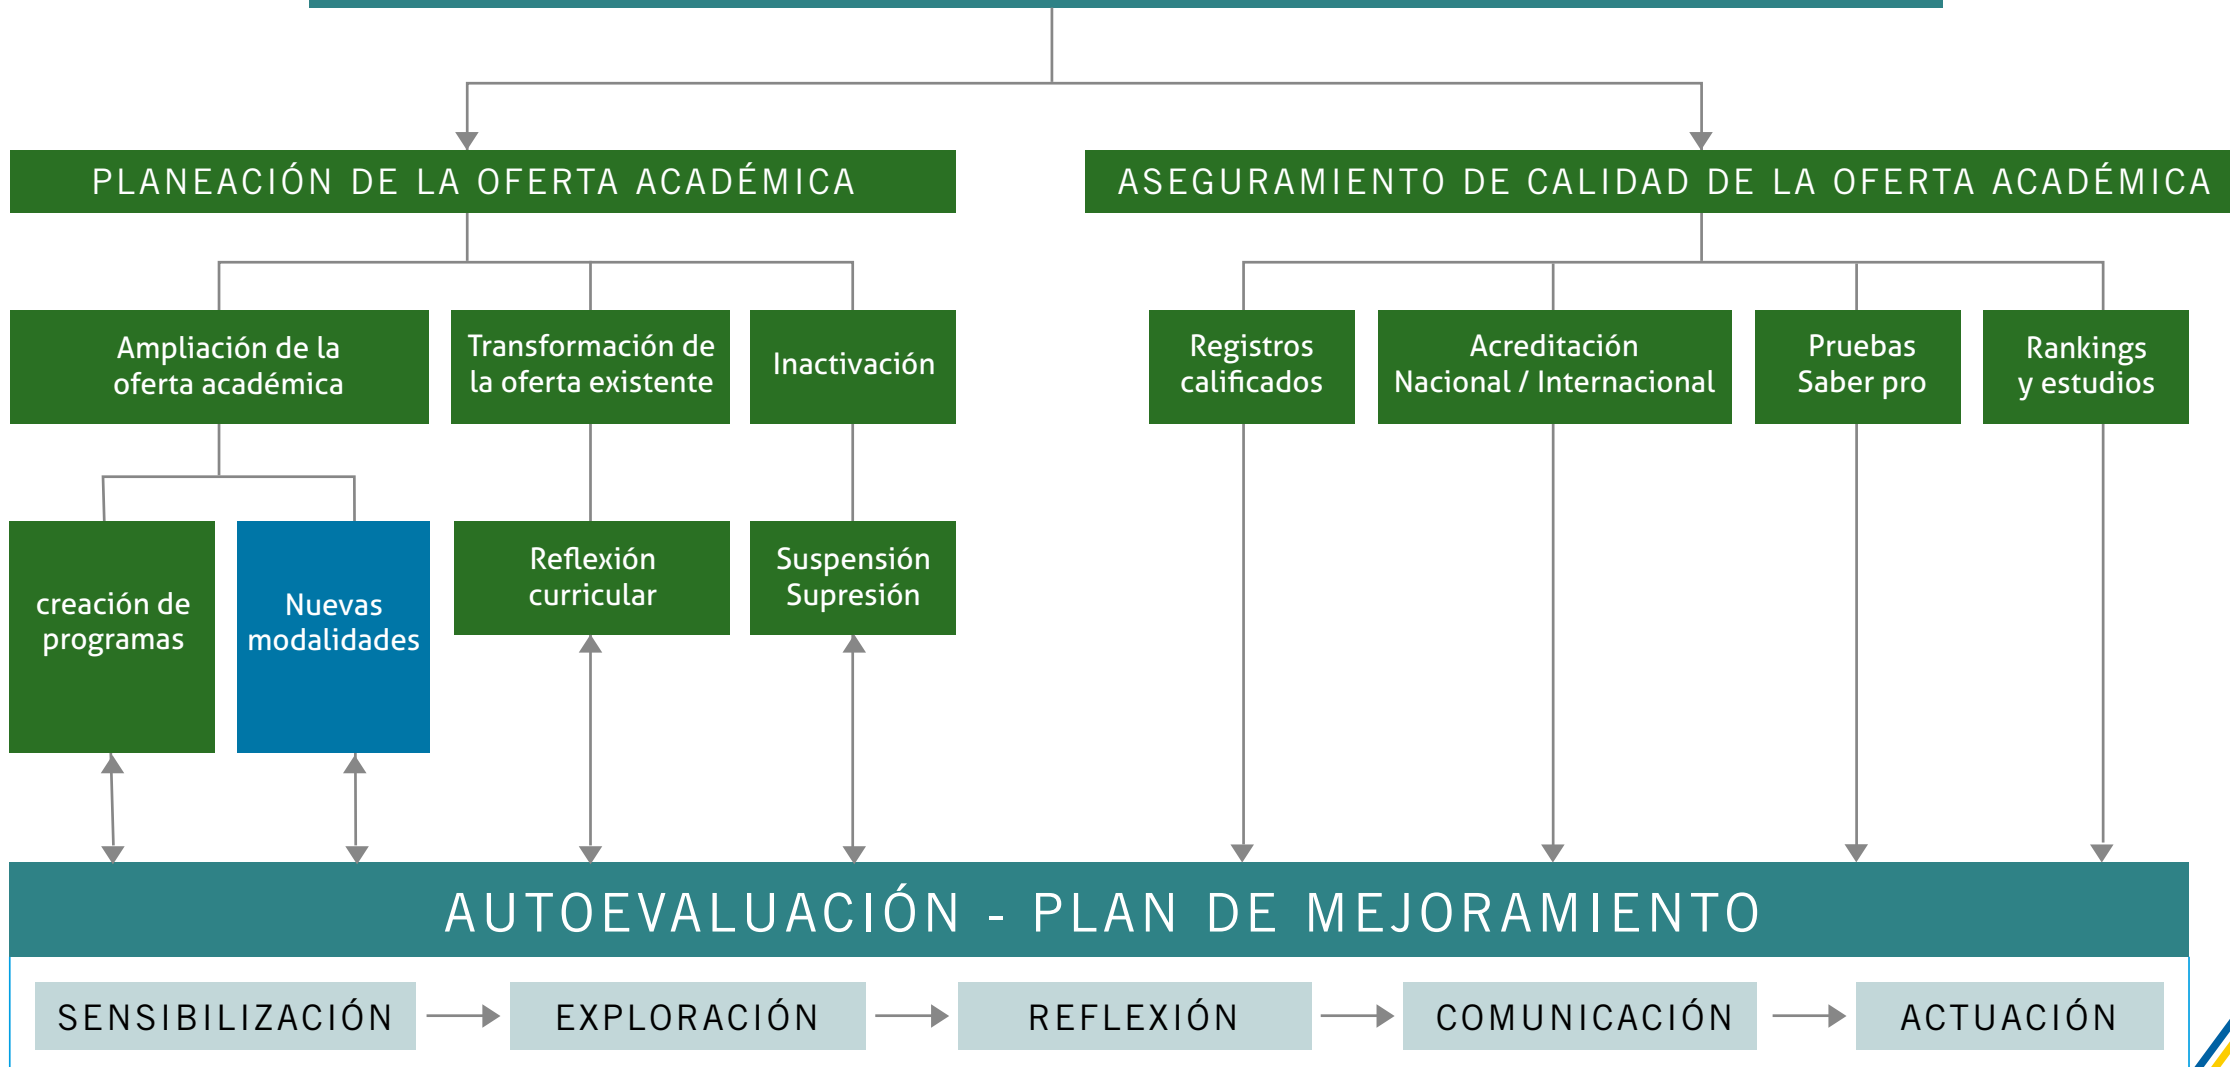 PLANEACIÓN DE LA OFERTA ACADÉMICA
ASEGURAMIENTO DE CALIDAD DE LA OFERTA ACADÉMICA
Ampliación de la
oferta académica
Transformación de
la oferta existente
Inactivación
Registros
calificados
Acreditación
Nacional / Internacional
Pruebas
Saber pro
Rankings
y estudios
creación de
programas
Nuevas
modalidades
Reflexión
curricular
Suspensión
Supresión
AUTOEVALUACIÓN - PLAN DE MEJORAMIENTO
SENSIBILIZACIÓN
EXPLORACIÓN
REFLEXIÓN
COMUNICACIÓN
ACTUACIÓN